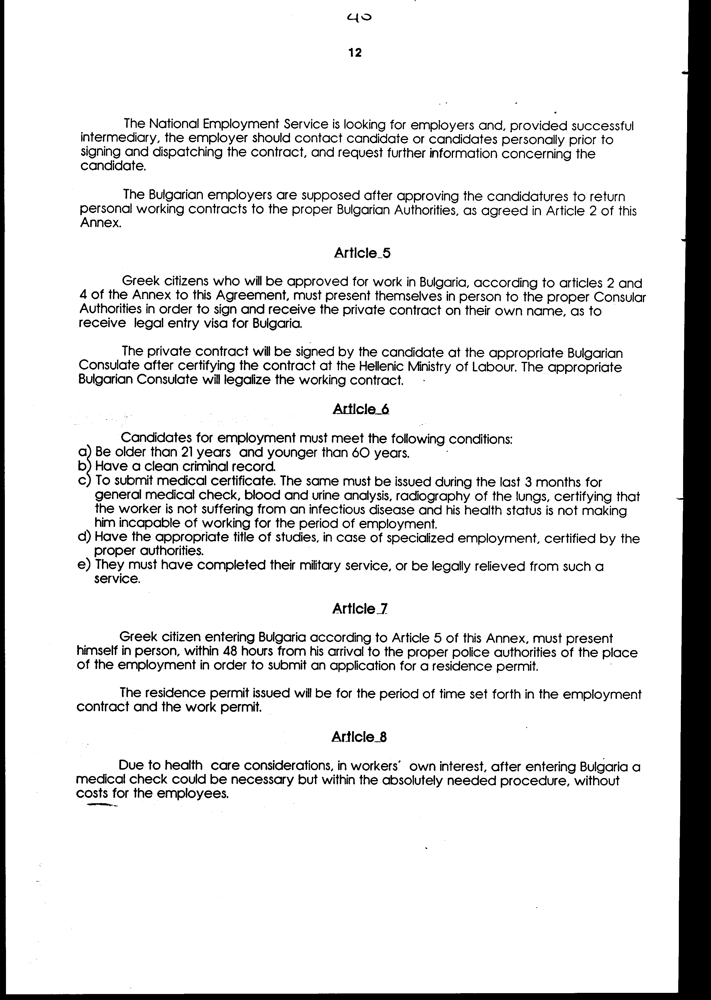 40
12
The National Employment Service is looking for employers and, provided successful
intermediary, the employer should contact candidate or candidates personally prior to
signing and dispatching the contract, and request further information concerning the
candidate.
The Bulgarian employers are supposed after approving the candidatures to return
personal working contracts to the proper Bulgarian Authorities, as agreed in Article 2 of this
Annex.
Article 5
Greek citizens who will be approved for work in Bulgaria, according to articles 2 and
4 of the Annex to this Agreement, must present themselves in person to the proper Consular
Authorities in order to sign and receive the private contract on their own name, as to
receive legal entry visa for Bulgaria.
The private contract will be signed by the candidate at the appropriate Bulgarian
Consulate after certifying the contract at the Hellenic Ministry of Labour. The appropriate
Bulgarian Consulate will legalize the working contract.
Article 6
Candidates for employment must meet the following conditions:
a) Be older than 21 years and younger than 60 years.
b) Have a clean criminal record.
c) To submit medical certificate. The same must be issued during the last 3 months for
general medical check, blood and urine analysis, radiography of the lungs, certifying that
the worker is not suffering from an infectious disease and his health status is not making
him incapable of working for the period of employment.
d) Have the appropriate title of studies, in case of specialized employment, certified by the
proper authorities.
e) They must have completed their military service, or be legally relieved from such a
service.
Article 7
Greek citizen entering Bulgaria according to Article 5 of this Annex, must present
himself in person, within 48 hours from his arrival to the proper police authorities of the place
of the employment in order to submit an application for a residence permit.
The residence permit issued will be for the period of time set forth in the employment
contract and the work permit.
Article 8
Due to health care considerations, in workers' own interest, after entering Bulgaria a
medical check could be necessary but within the absolutely needed procedure, without
costs for the employees.